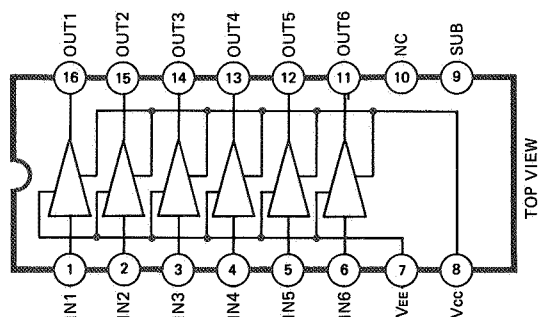 OUT1 OUT2 OUT3 OUT4 OUT5 OUT6 NC SUB
16 15 14 13 12 11 10 9
TOP VIEW
1 2 3 4 5 6 7 8
IN1 IN2 IN3 IN4 IN5 IN6 VEE VCC